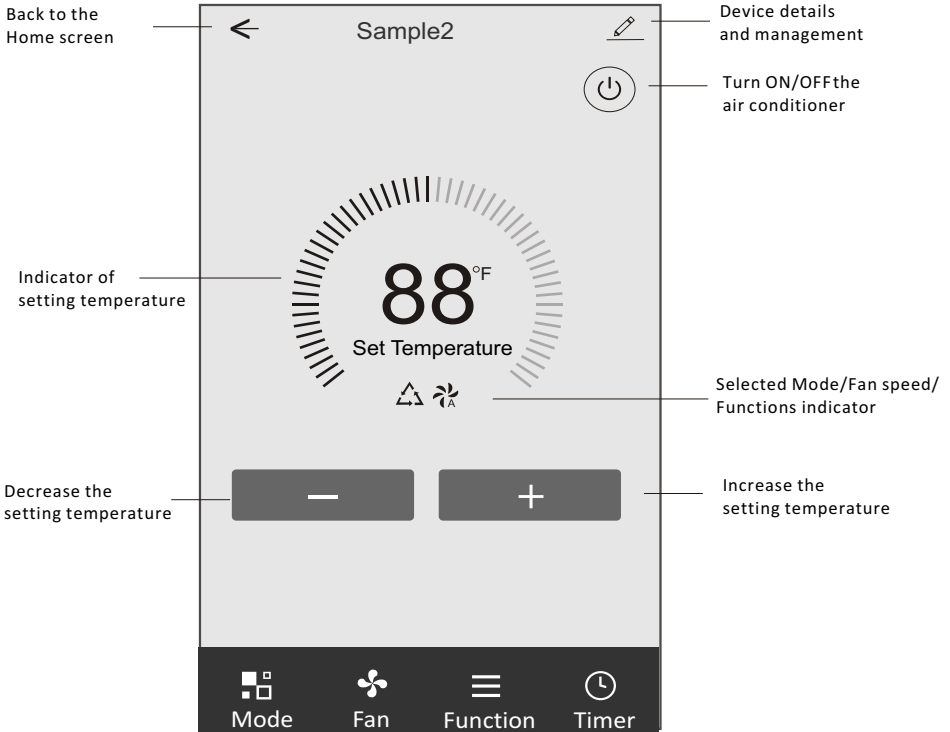 Back to the
Home screen
Sample2
Device details
and management
Turn ON/OFF the
air conditioner
Indicator of
setting temperature
88°F
Set Temperature
A
Selected Mode/Fan speed/
Functions indicator
Decrease the
setting temperature
Increase the
setting temperature
Mode
Fan
Function
Timer